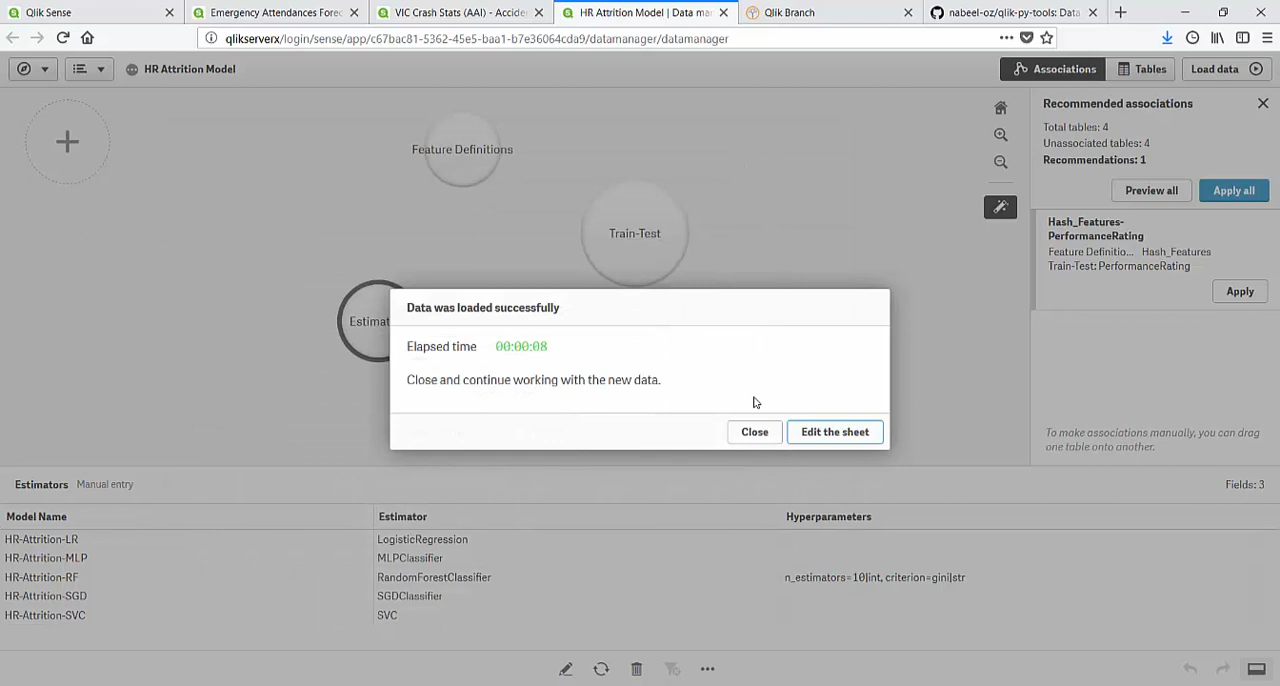 Qlik Sense
Emergency Attendances Forec
VIC Crash Stats (AAI) - Accider
HR Attrition Model | Data mar
Qlik Branch
nabeel-oz/qlik-py-tools: Data
qlikserverx/login/sense/app/c67bac81-5362-45e5-baa1-b7e36064cda9/datamanager/datamanager
HR Attrition Model
Associations
Tables
Load data
Feature Definitions
Train-Test
Estimat
Recommended associations
Total tables: 4
Unassociated tables: 4
Recommendations: 1
Preview all
Apply all
Hash_Features-
PerformanceRating
Feature Definitio... Hash_Features
Train-Test: PerformanceRating
Apply
To make associations manually, you can drag
one table onto another.
Data was loaded successfully
Elapsed time 00:00:08
Close and continue working with the new data.
Close
Edit the sheet
Estimators Manual entry
Fields: 3
Model Name Estimator Hyperparameters
HR-Attrition-LR LogisticRegression
HR-Attrition-MLP MLPClassifier
HR-Attrition-RF RandomForestClassifier n_estimators=10|int, criterion=gini|str
HR-Attrition-SGD SGDClassifier
HR-Attrition-SVC SVC